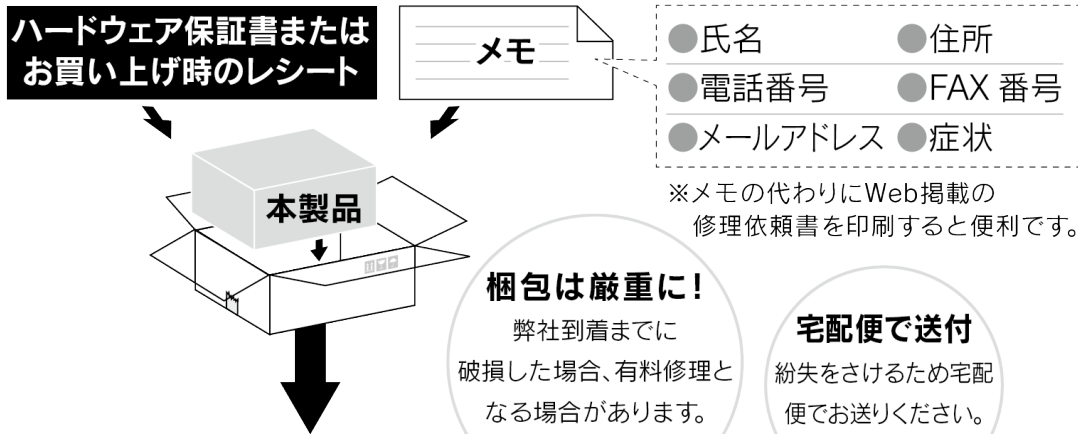 ハードウェア保証書または
お買い上げ時のレシート
メモ
●氏名 ●住所
●電話番号 ●FAX 番号
●メールアドレス ●症状
※メモの代わりにWeb掲載の
修理依頼書を印刷すると便利です。
本製品
梱包は厳重に!
弊社到着までに
破損した場合、有料修理と
なる場合があります。
宅配便で送付
紛失をさけるため宅配
便でお送りください。